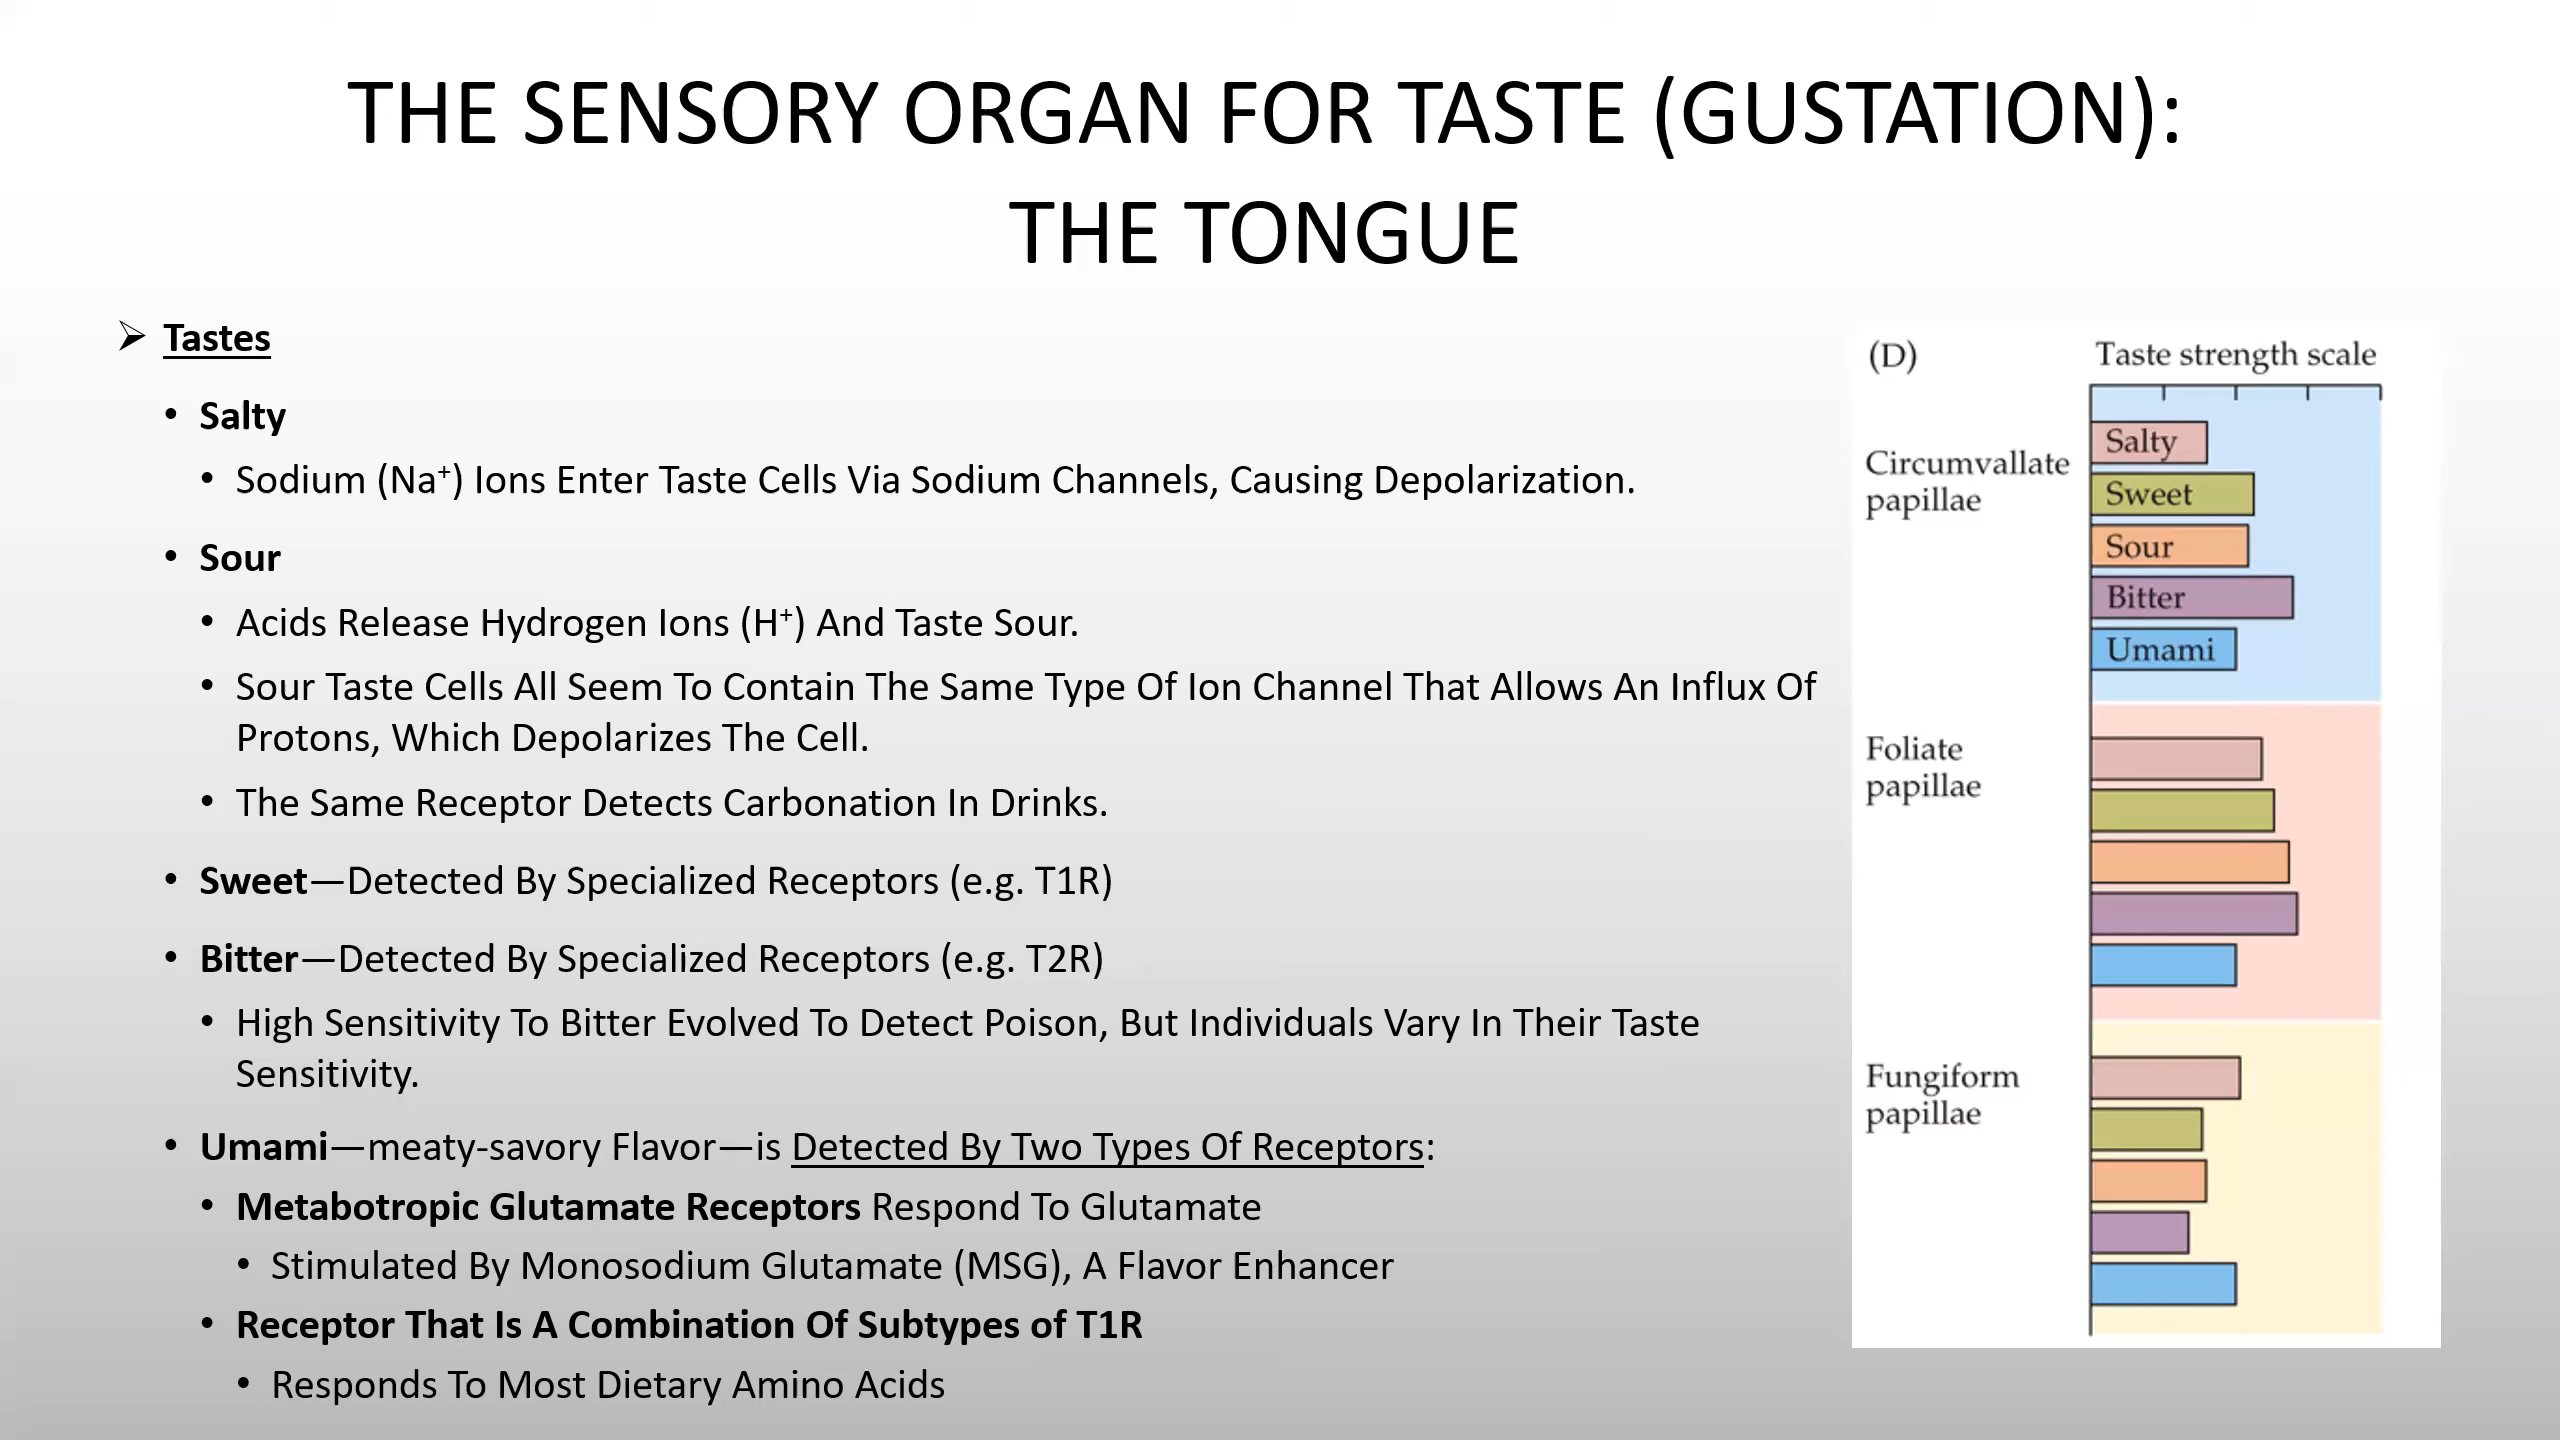 THE SENSORY ORGAN FOR TASTE (GUSTATION):
THE TONGUE
➢ Tastes
• Salty
• Sodium (Na⁺) Ions Enter Taste Cells Via Sodium Channels, Causing Depolarization.
• Sour
• Acids Release Hydrogen Ions (H⁺) And Taste Sour.
• Sour Taste Cells All Seem To Contain The Same Type Of Ion Channel That Allows An Influx Of
Protons, Which Depolarizes The Cell.
• The Same Receptor Detects Carbonation In Drinks.
• Sweet—Detected By Specialized Receptors (e.g. T1R)
• Bitter—Detected By Specialized Receptors (e.g. T2R)
• High Sensitivity To Bitter Evolved To Detect Poison, But Individuals Vary In Their Taste
Sensitivity.
• Umami—meaty-savory Flavor—is Detected By Two Types Of Receptors:
• Metabotropic Glutamate Receptors Respond To Glutamate
• Stimulated By Monosodium Glutamate (MSG), A Flavor Enhancer
• Receptor That Is A Combination Of Subtypes of T1R
• Responds To Most Dietary Amino Acids
(D)
Taste strength scale
Circumvallate
papillae
Salty
Sweet
Sour
Bitter
Umami
Foliate
papillae
Fungiform
papillae